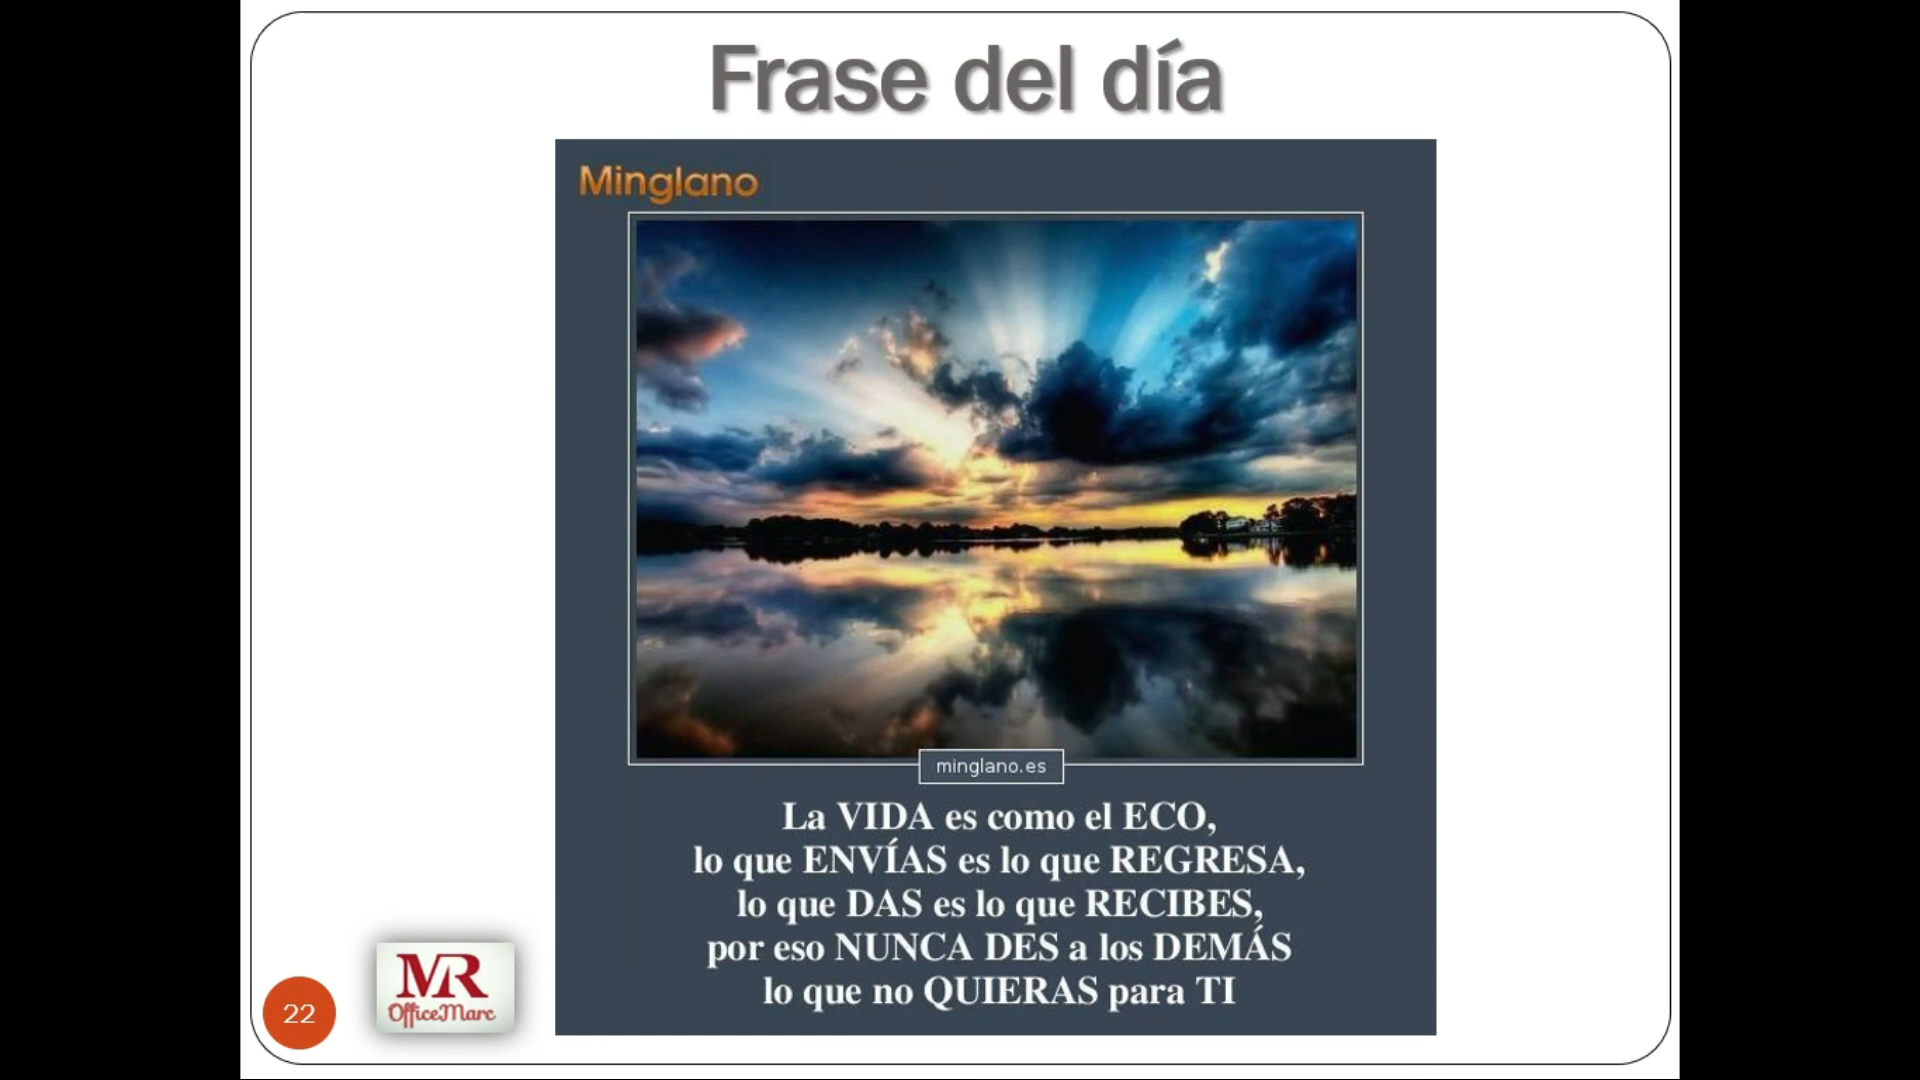 Frase del día
Minglano
minglano.es
La VIDA es como el ECO,
lo que ENVÍAS es lo que REGRESA,
lo que DAS es lo que RECIBES,
por eso NUNCA DES a los DEMÁS
lo que no QUIERAS para TI
MR
OfficeMarc
22